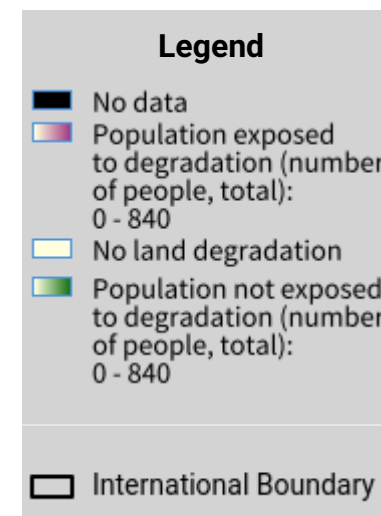 Legend
No data
Population exposed
to degradation (number
of people, total):
0 - 840
No land degradation
Population not exposed
to degradation (number
of people, total):
0 - 840
International Boundary